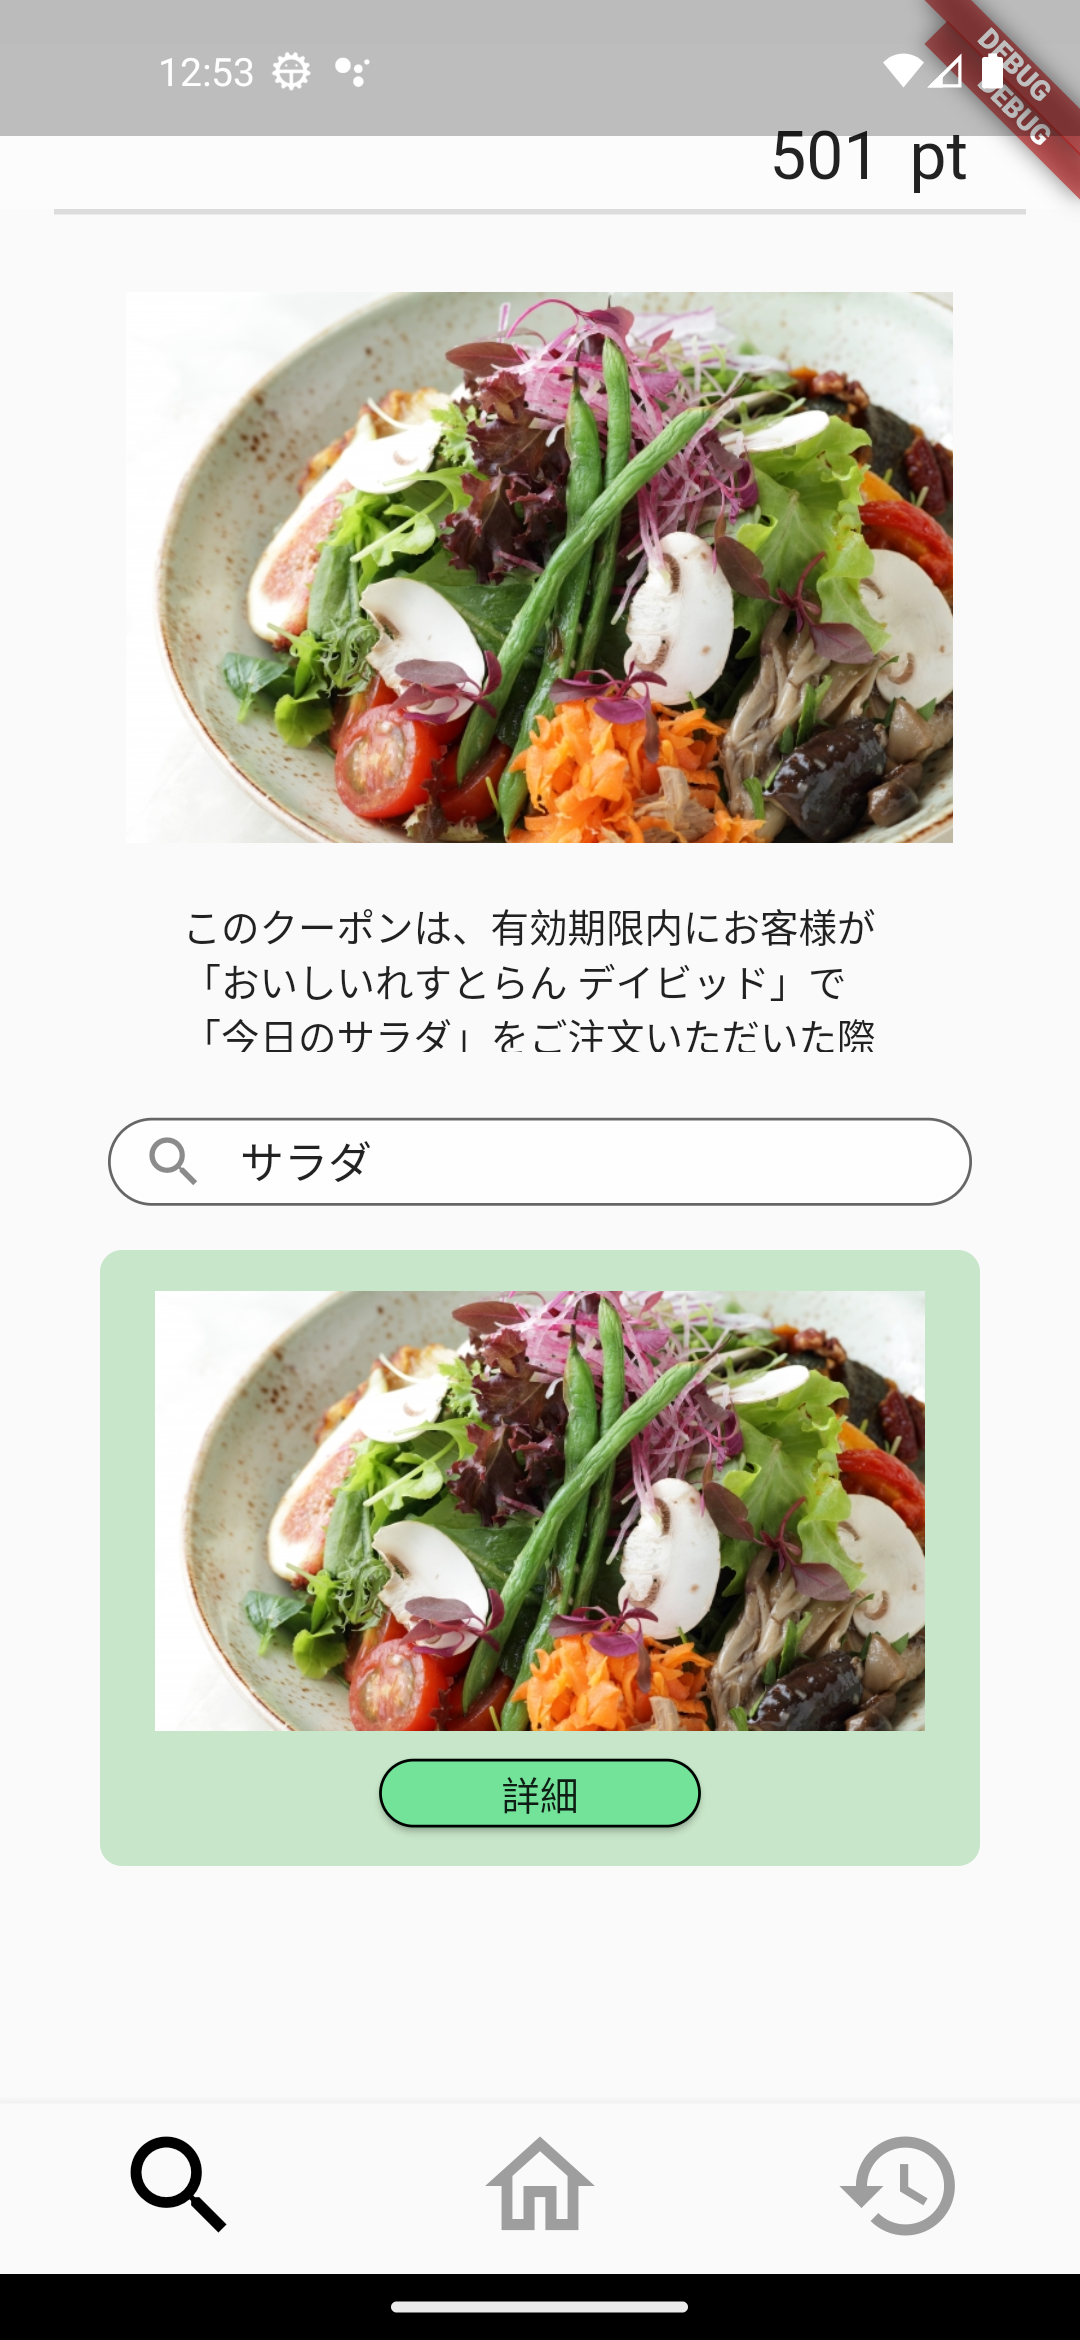 12:53
DEBUG
DEBUG
501 pt
このクーポンは、有効期限内にお客様が
「おいしいれすとらん デイビッド」で
「今日のサラダ」をご注文いただいた際
サラダ
詳細